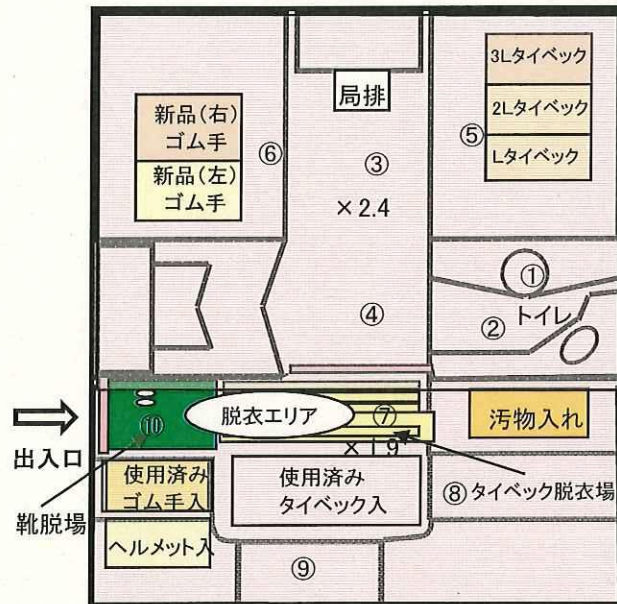 3Lタイベック
局排
新品(右)
ゴム手
2Lタイベック
⑤
⑥
③
新品(左)
ゴム手
Lタイベック
×2.4
①
④
②
トイレ
⑩
脱衣エリア
⑦
汚物入れ
×1.9
出入口
使用済み
ゴム手入
使用済み
タイベック入
⑧タイベック脱衣場
靴脱場
ヘルメット入
⑨